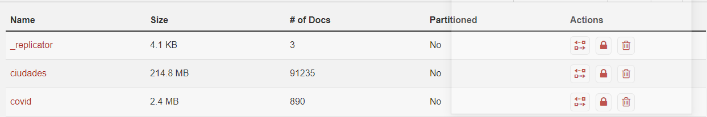 Name Size # of Docs Partitioned Actions
_replicator 4.1 KB 3 No
ciudades 214.8 MB 91235 No
covid 2.4 MB 890 No